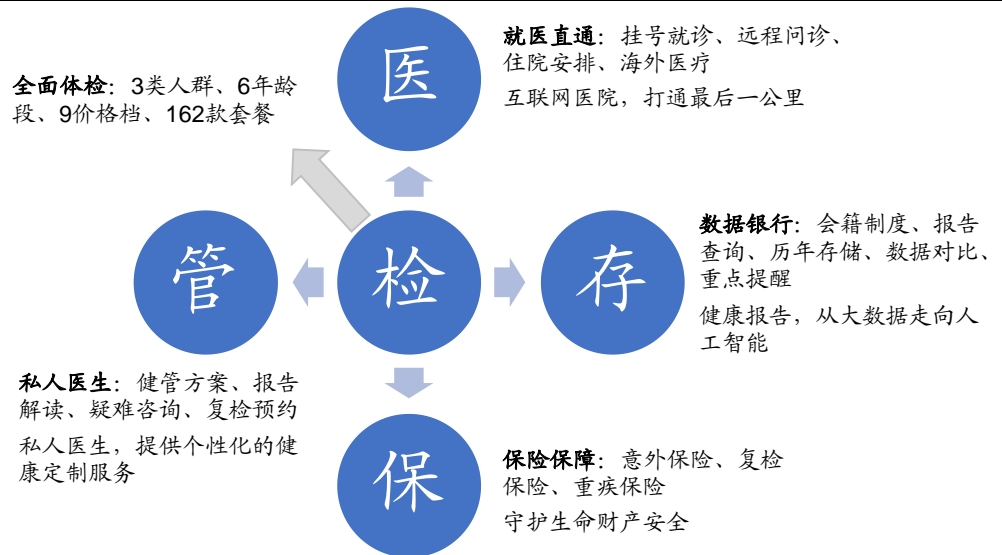 医
就医直通：挂号就诊、远程问诊、
住院安排、海外医疗
互联网医院，打通最后一公里
全面体检：3类人群、6年龄
段、9价格档、162款套餐
管
检
存
数据银行：会籍制度、报告
查询、历年存储、数据对比、
重点提醒
健康报告，从大数据走向人
工智能
私人医生：健管方案、报告
解读、疑难咨询、复检预约
私人医生，提供个性化的健
康定制服务
保
保险保障：意外保险、复检
保险、重疾保险
守护生命财产安全